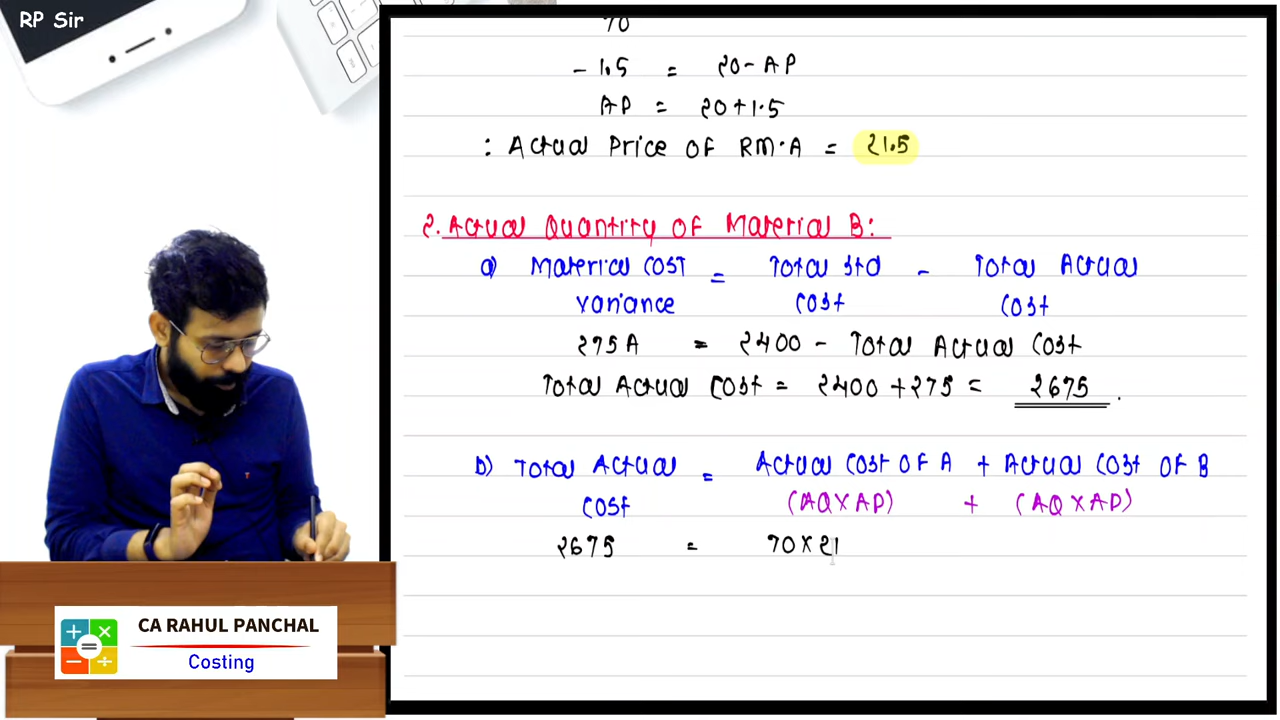 RP Sir
70
- 1.5 = 20 - AP
AP = 20 + 1.5
: Actual Price of RM.A = 21.5
2. Actual Quantity of Material B:
a) Material Cost = Total Std - Total Actual
variance Cost Cost
275A = 2400 - Total Actual Cost
Total Actual Cost = 2400 + 275 = 2675.
b) Total Actual = Actual Cost of A + Actual Cost of B
Cost (AQ X AP) + (AQ X AP)
2675 = 70 X 21
CA RAHUL PANCHAL
Costing